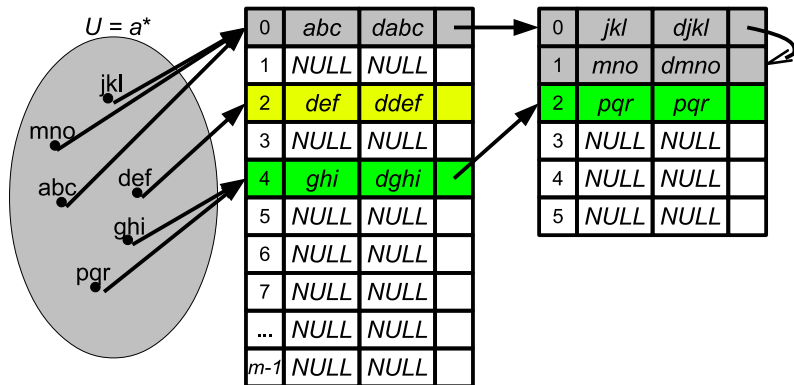 U = a*
jkl
mno
abc
def
ghi
pqr
0 abc dabc
1 NULL NULL
2 def ddef
3 NULL NULL
4 ghi dghi
5 NULL NULL
6 NULL NULL
7 NULL NULL
... NULL NULL
m-1 NULL NULL
0 jkl djkl
1 mno dmno
2 pqr pqr
3 NULL NULL
4 NULL NULL
5 NULL NULL